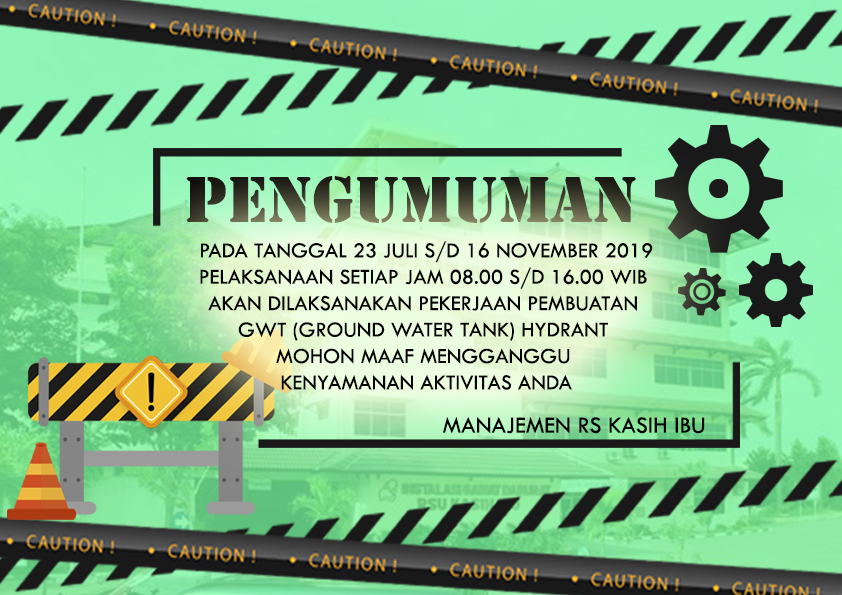 CAUTION ! CAUTION ! CAUTION ! CAUTION ! CAUTION ! CAUTION !
PENGUMUMAN
PADA TANGGAL 23 JULI S/D 16 NOVEMBER 2019
PELAKSANAAN SETIAP JAM 08.00 S/D 16.00 WIB
AKAN DILAKSANAKAN PEKERJAAN PEMBUATAN
GWT (GROUND WATER TANK) HYDRANT
MOHON MAAF MENGGANGGU
KENYAMANAN AKTIVITAS ANDA
MANAJEMEN RS KASIH IBU
INSTALASI GAWAT DARURAT
RSU KASIH
CAUTION ! CAUTION ! CAUTION ! CAUTION ! CAUTION ! CAUTION !